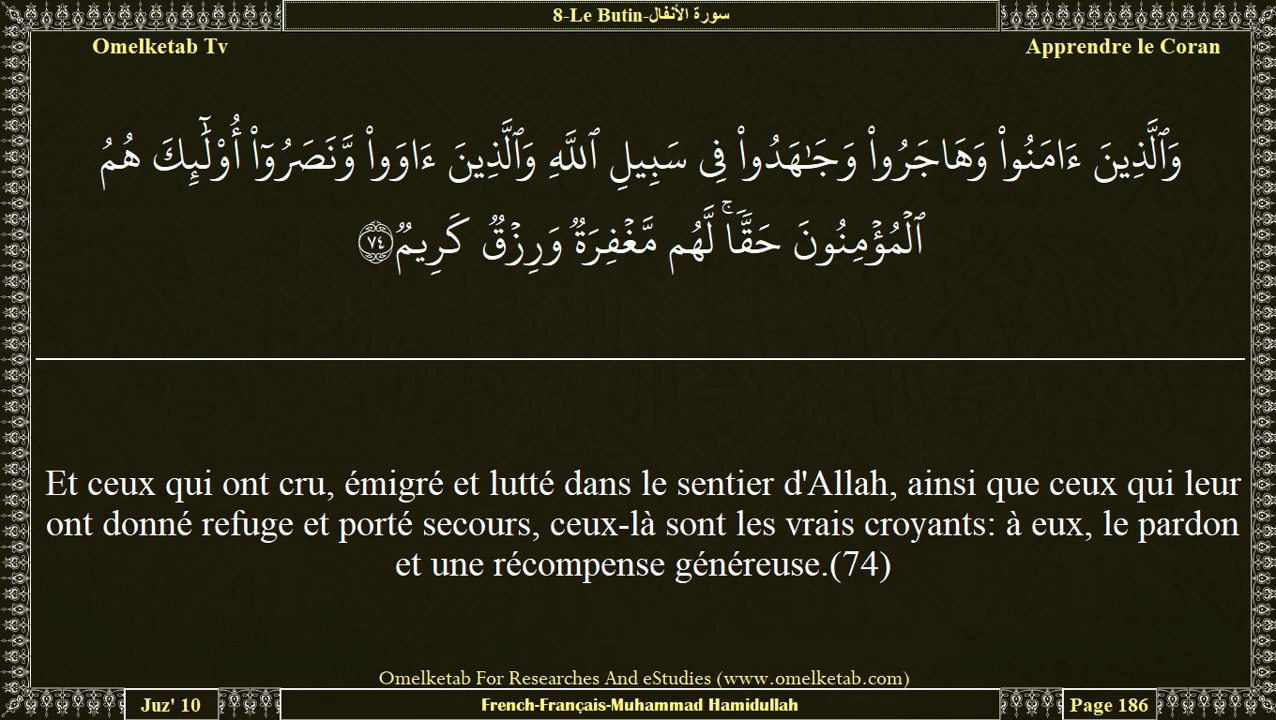 8-Le Butin-سورة الأنفال
Omelketab Tv
Apprendre le Coran
وَٱلَّذِينَ ءَامَنُوا۟ وَهَاجَرُوا۟ وَجَـٰهَدُوا۟ فِى سَبِيلِ ٱللَّهِ وَٱلَّذِينَ ءَاوَوا۟ وَّنَصَرُوٓا۟ أُو۟لَـٰٓئِكَ هُمُ
ٱلْمُؤْمِنُونَ حَقًّا ۚ لَّهُم مَّغْفِرَةٌ وَرِزْقٌ كَرِيمٌ ٧٤
Et ceux qui ont cru, émigré et lutté dans le sentier d'Allah, ainsi que ceux qui leur
ont donné refuge et porté secours, ceux-là sont les vrais croyants: à eux, le pardon
et une récompense généreuse.(74)
Omelketab For Researches And eStudies (www.omelketab.com)
Juz' 10
French-Français-Muhammad Hamidullah
Page 186